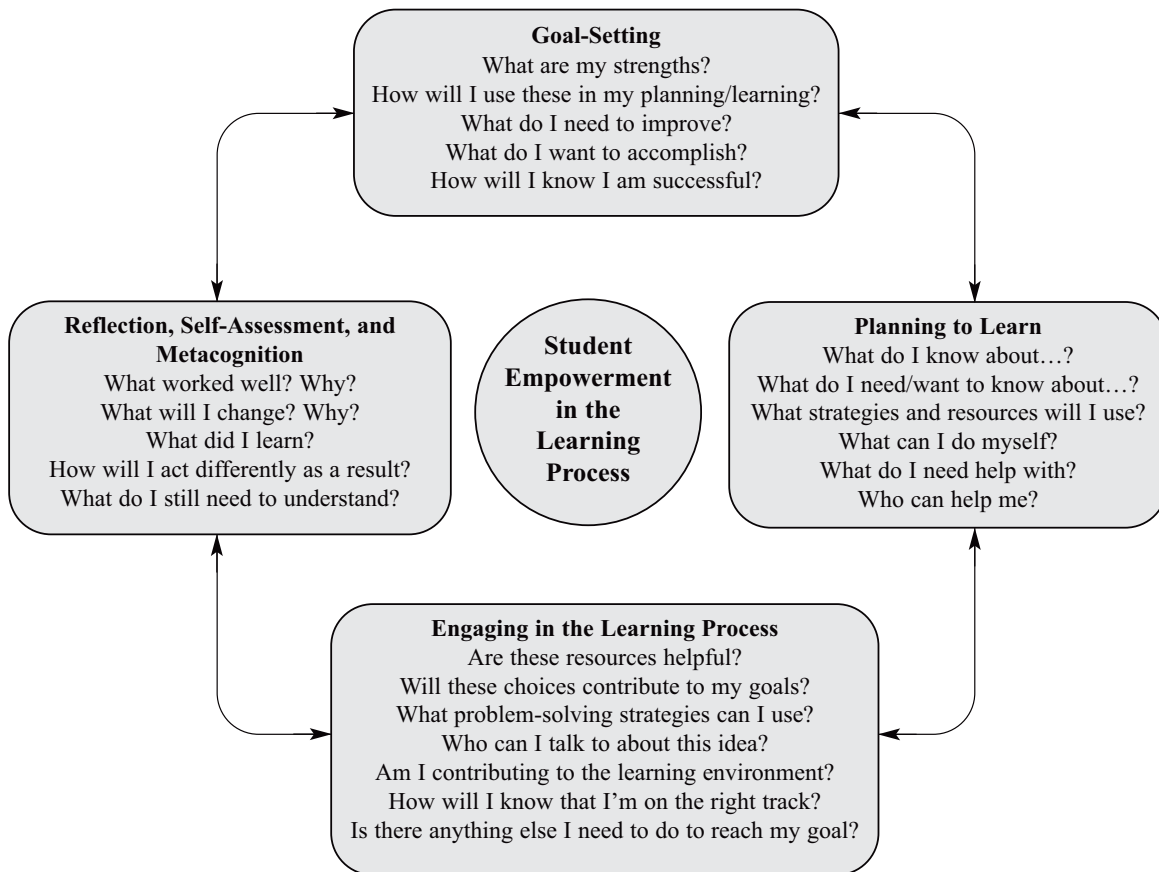 Goal-Setting
What are my strengths?
How will I use these in my planning/learning?
What do I need to improve?
What do I want to accomplish?
How will I know I am successful?
Reflection, Self-Assessment, and
Metacognition
What worked well? Why?
What will I change? Why?
What did I learn?
How will I act differently as a result?
What do I still need to understand?
Student
Empowerment
in the
Learning
Process
Planning to Learn
What do I know about…?
What do I need/want to know about…?
What strategies and resources will I use?
What can I do myself?
What do I need help with?
Who can help me?
Engaging in the Learning Process
Are these resources helpful?
Will these choices contribute to my goals?
What problem-solving strategies can I use?
Who can I talk to about this idea?
Am I contributing to the learning environment?
How will I know that I'm on the right track?
Is there anything else I need to do to reach my goal?